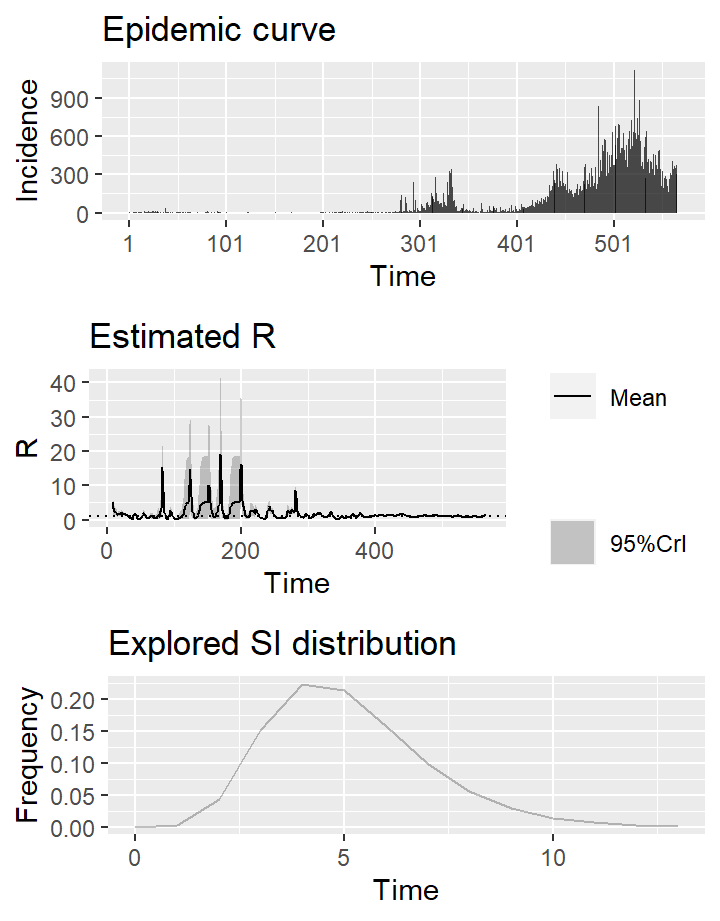 Epidemic curve
Incidence
900
600
300
0
1 101 201 301 401 501
Time
Estimated R
R
40
30
20
10
0
0 200 400
Time
Mean
95%CrI
Explored SI distribution
Frequency
0.20
0.15
0.10
0.05
0.00
0 5 10
Time